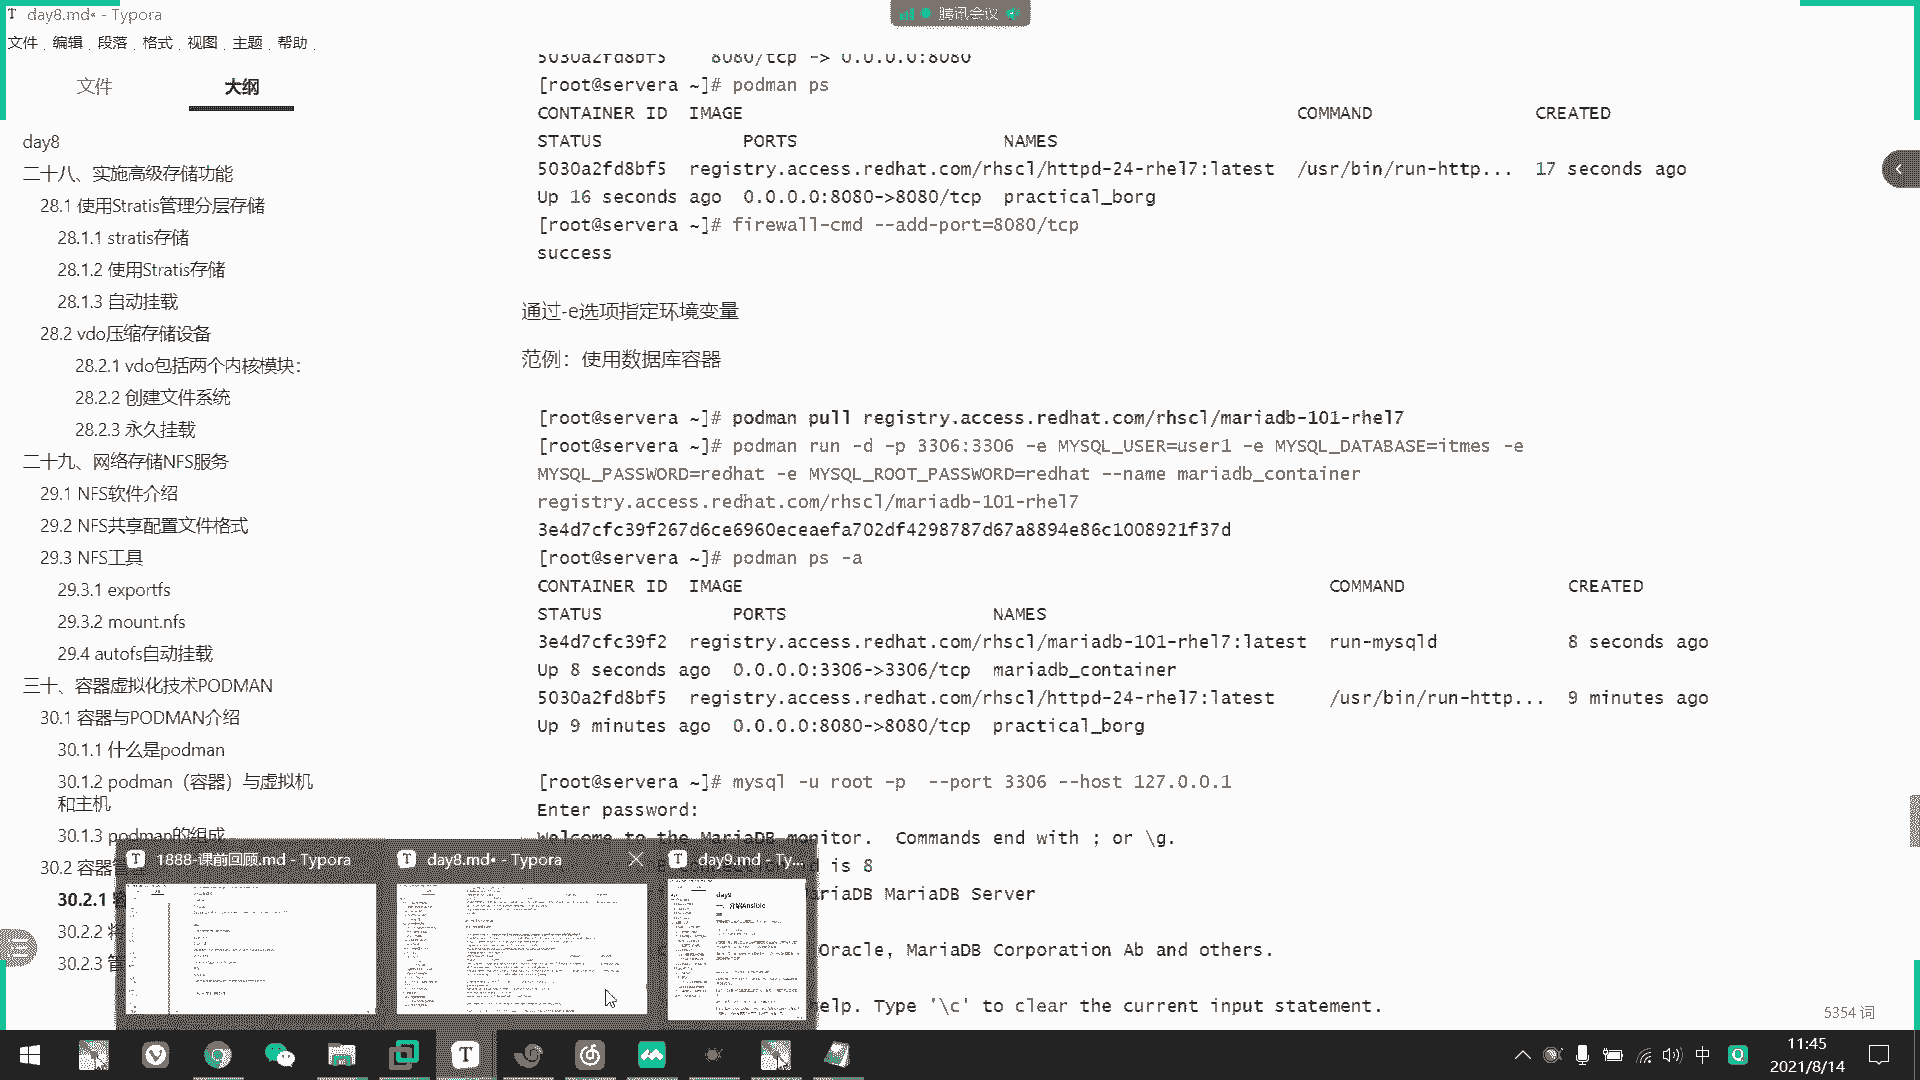 day8.md• - Typora
腾讯会议
文件 编辑 段落 格式 视图 主题 帮助
文件 大纲
day8
二十八、实施高级存储功能
28.1 使用Stratis管理分层存储
28.1.1 stratis存储
28.1.2 使用Stratis存储
28.1.3 自动挂载
28.2 vdo压缩存储设备
28.2.1 vdo包括两个内核模块：
28.2.2 创建文件系统
28.2.3 永久挂载
二十九、网络存储NFS服务
29.1 NFS软件介绍
29.2 NFS共享配置文件格式
29.3 NFS工具
29.3.1 exportfs
29.3.2 mount.nfs
29.4 autofs自动挂载
三十、容器虚拟化技术PODMAN
30.1 容器与PODMAN介绍
30.1.1 什么是podman
30.1.2 podman（容器）与虚拟机
和主机
30.1.3 podman的组成
30.2 容器
30.2.1
30.2.2
30.2.3
5030a2fd8bf5 8080/tcp -> 0.0.0.0:8080
[root@servera ~]# podman ps
CONTAINER ID IMAGE COMMAND CREATED
STATUS PORTS NAMES
5030a2fd8bf5 registry.access.redhat.com/rhscl/httpd-24-rhel7:latest /usr/bin/run-http... 17 seconds ago
Up 16 seconds ago 0.0.0.0:8080->8080/tcp practical_borg
[root@servera ~]# firewall-cmd --add-port=8080/tcp
success
通过-e选项指定环境变量
范例：使用数据库容器
[root@servera ~]# podman pull registry.access.redhat.com/rhscl/mariadb-101-rhel7
[root@servera ~]# podman run -d -p 3306:3306 -e MYSQL_USER=user1 -e MYSQL_DATABASE=itmes -e
MYSQL_PASSWORD=redhat -e MYSQL_ROOT_PASSWORD=redhat --name mariadb_container
registry.access.redhat.com/rhscl/mariadb-101-rhel7
3e4d7cfc39f267d6ce6960eceaefa702df4298787d67a8894e86c1008921f37d
[root@servera ~]# podman ps -a
CONTAINER ID IMAGE COMMAND CREATED
STATUS PORTS NAMES
3e4d7cfc39f2 registry.access.redhat.com/rhscl/mariadb-101-rhel7:latest run-mysqld 8 seconds ago
Up 8 seconds ago 0.0.0.0:3306->3306/tcp mariadb_container
5030a2fd8bf5 registry.access.redhat.com/rhscl/httpd-24-rhel7:latest /usr/bin/run-http... 9 minutes ago
Up 9 minutes ago 0.0.0.0:8080->8080/tcp practical_borg
[root@servera ~]# mysql -u root -p --port 3306 --host 127.0.0.1
Enter password:
Welcome to the MariaDB monitor. Commands end with ; or \g.
is 8
MariaDB Server
Oracle, MariaDB Corporation Ab and others.
Type '\c' to clear the current input statement.
1888-课前回顾.md - Typora
day8.md• - Typora
day9.md - Ty...
day9
5354 词
中
11:45
2021/8/14